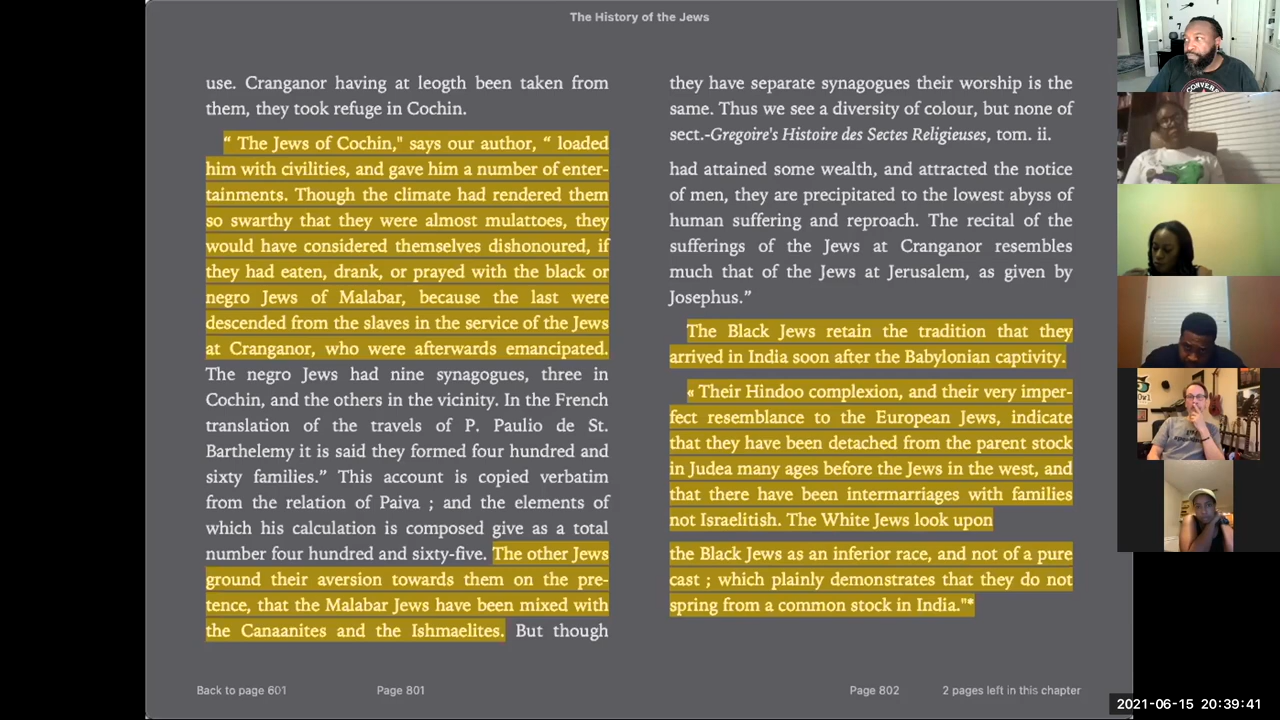 The History of the Jews
use. Cranganor having at leogth been taken from
them, they took refuge in Cochin.
“ The Jews of Cochin," says our author, “ loaded
him with civilities, and gave him a number of enter-
tainments. Though the climate had rendered them
so swarthy that they were almost mulattoes, they
would have considered themselves dishonoured, if
they had eaten, drank, or prayed with the black or
negro Jews of Malabar, because the last were
descended from the slaves in the service of the Jews
at Cranganor, who were afterwards emancipated.
The negro Jews had nine synagogues, three in
Cochin, and the others in the vicinity. In the French
translation of the travels of P. Paulio de St.
Barthelemy it is said they formed four hundred and
sixty families.” This account is copied verbatim
from the relation of Paiva ; and the elements of
which his calculation is composed give as a total
number four hundred and sixty-five. The other Jews
ground their aversion towards them on the pre-
tence, that the Malabar Jews have been mixed with
the Canaanites and the Ishmaelites. But though
they have separate synagogues their worship is the
same. Thus we see a diversity of colour, but none of
sect.-Gregoire's Histoire des Sectes Religieuses, tom. ii.
had attained some wealth, and attracted the notice
of men, they are precipitated to the lowest abyss of
human suffering and reproach. The recital of the
sufferings of the Jews at Cranganor resembles
much that of the Jews at Jerusalem, as given by
Josephus.”
The Black Jews retain the tradition that they
arrived in India soon after the Babylonian captivity.
« Their Hindoo complexion, and their very imper-
fect resemblance to the European Jews, indicate
that they have been detached from the parent stock
in Judea many ages before the Jews in the west, and
that there have been intermarriages with families
not Israelitish. The White Jews look upon
the Black Jews as an inferior race, and not of a pure
cast ; which plainly demonstrates that they do not
spring from a common stock in India."*
Back to page 601
Page 801
Page 802
2 pages left in this chapter
CONVERSE
2021-06-15 20:39:41